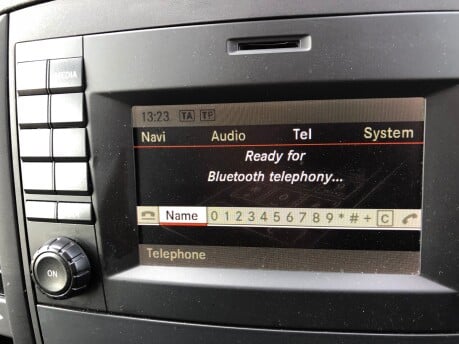 MEDIA
13:23 TA TP
Navi Audio Tel System
Ready for
Bluetooth telephony...
Name 0 1 2 3 4 5 6 7 8 9 * # + C
Telephone
ON